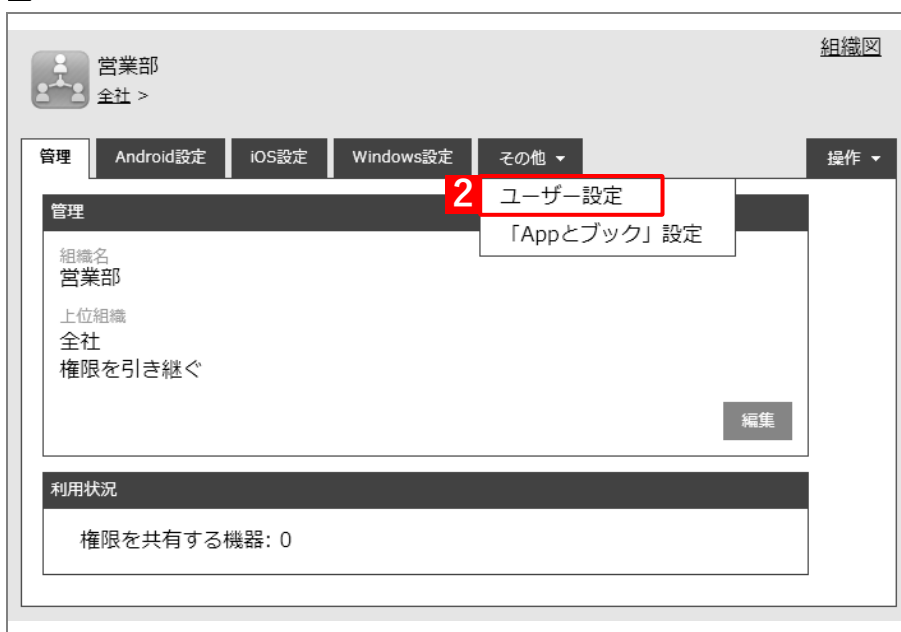 組織図
営業部
全社 >
管理 Android設定 iOS設定 Windows設定 その他 ▼ 操作 ▼
2 ユーザー設定
「Appとブック」設定
管理
組織名
営業部
上位組織
全社
権限を引き継ぐ
編集
利用状況
権限を共有する機器: 0